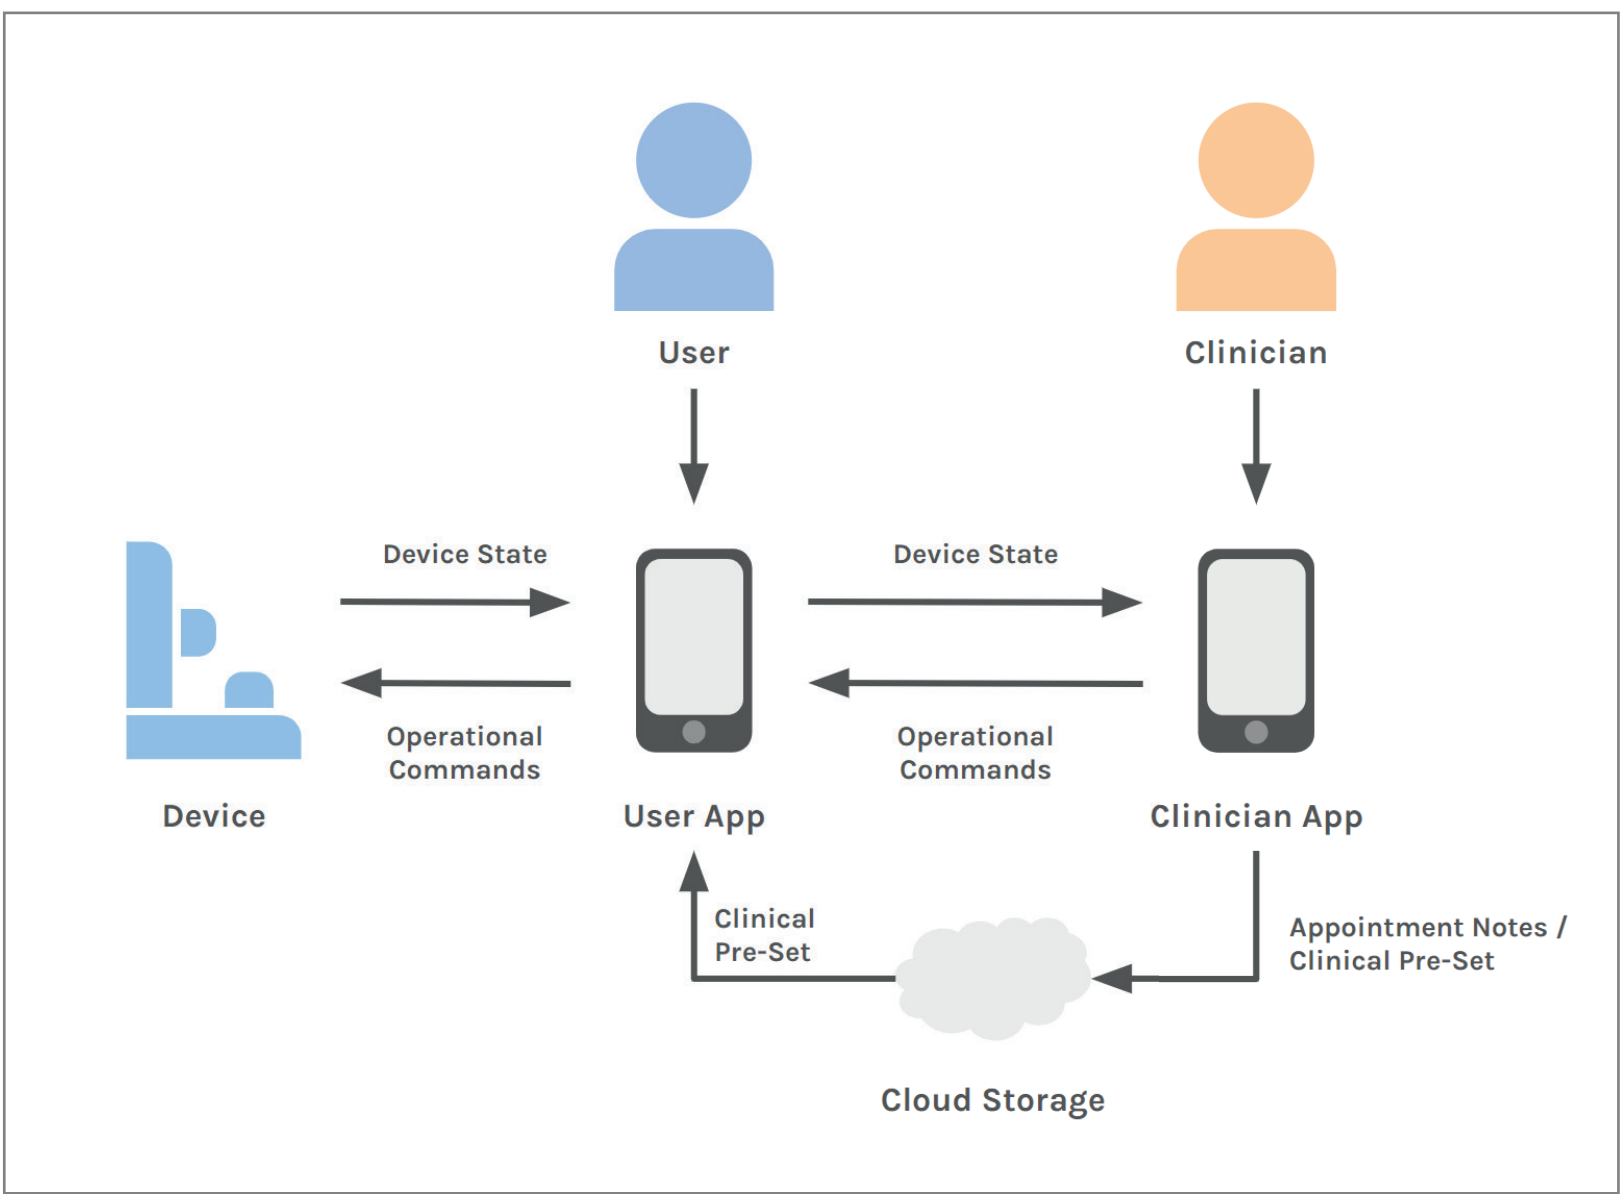 User
Clinician
Device State
Device State
Operational
Commands
Operational
Commands
Device
User App
Clinician App
Clinical
Pre-Set
Appointment Notes /
Clinical Pre-Set
Cloud Storage